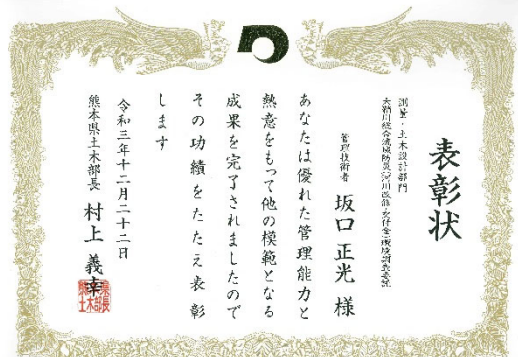 表彰状
測量・土木設計部門
管理技術者 坂口 正光 様
あなたは優れた管理能力と
熱意をもって他の模範となる
成果を完了されましたので
その功績をたたえ表彰
します
令和三年十二月二十二日
熊本県土木部長 村上 義幸